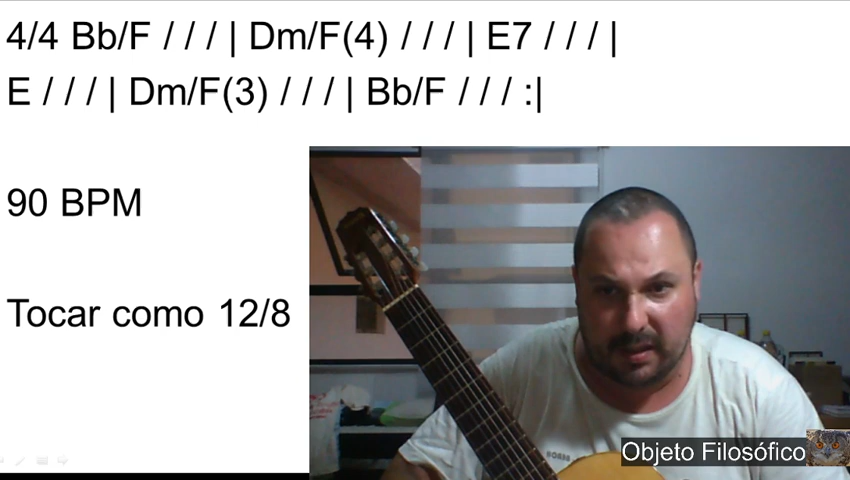 4/4 Bb/F / / / | Dm/F(4) / / / | E7 / / / |
E / / / | Dm/F(3) / / / | Bb/F / / / :|
90 BPM
Tocar como 12/8
Objeto Filosófico